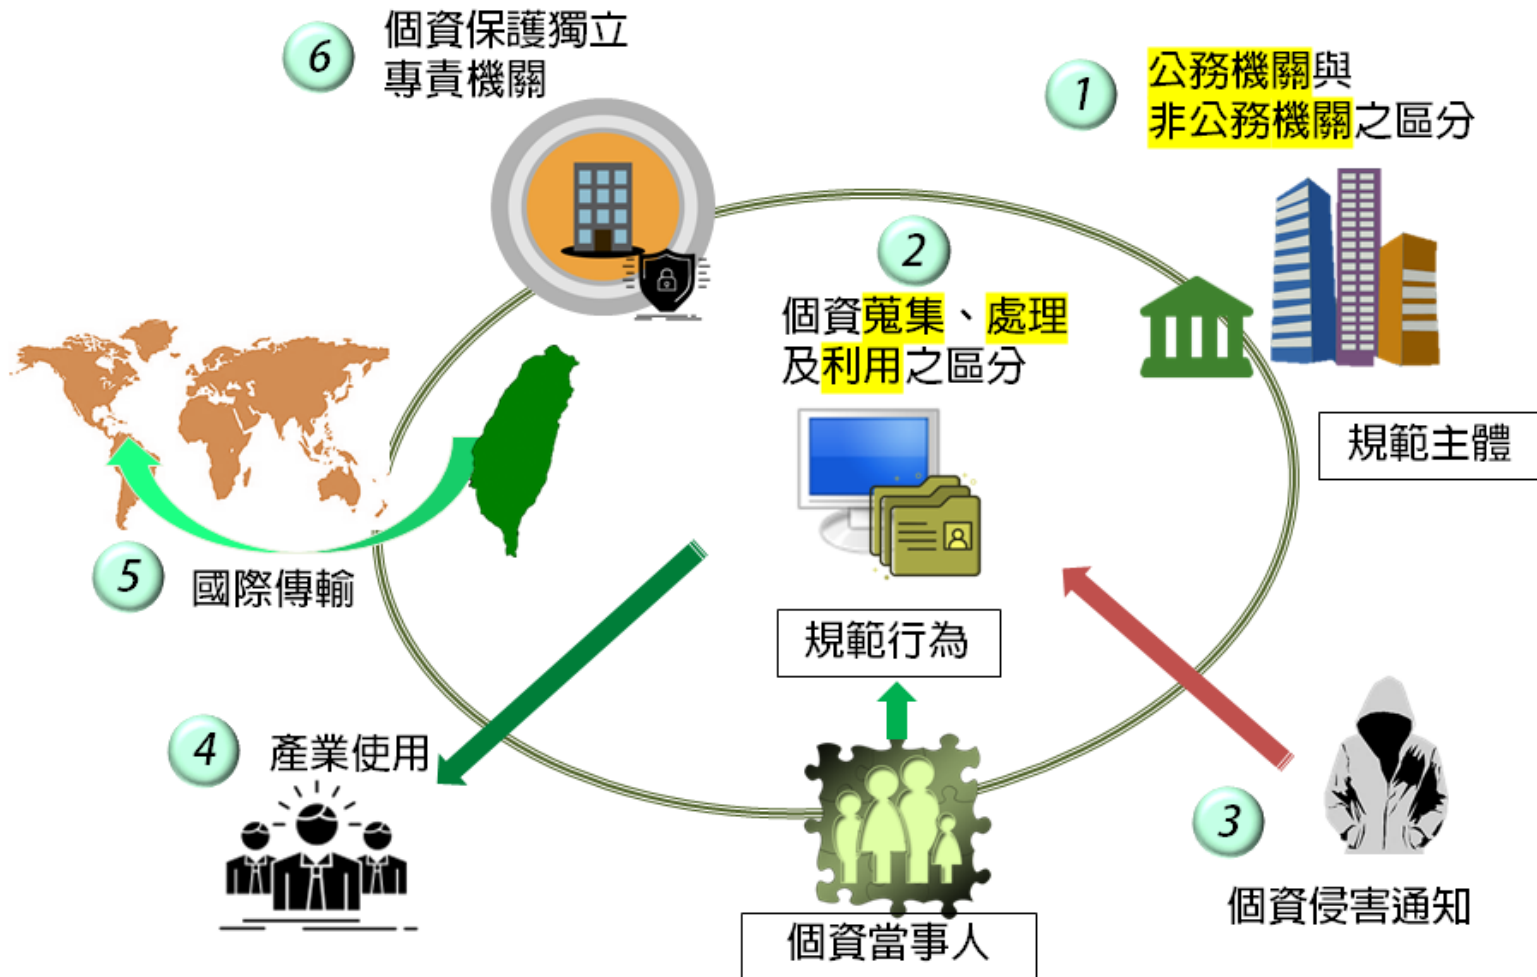 6
個資保護獨立
專責機關
1
公務機關與
非公務機關之區分
2
個資蒐集、處理
及利用之區分
規範主體
5
國際傳輸
規範行為
4
產業使用
3
個資侵害通知
個資當事人